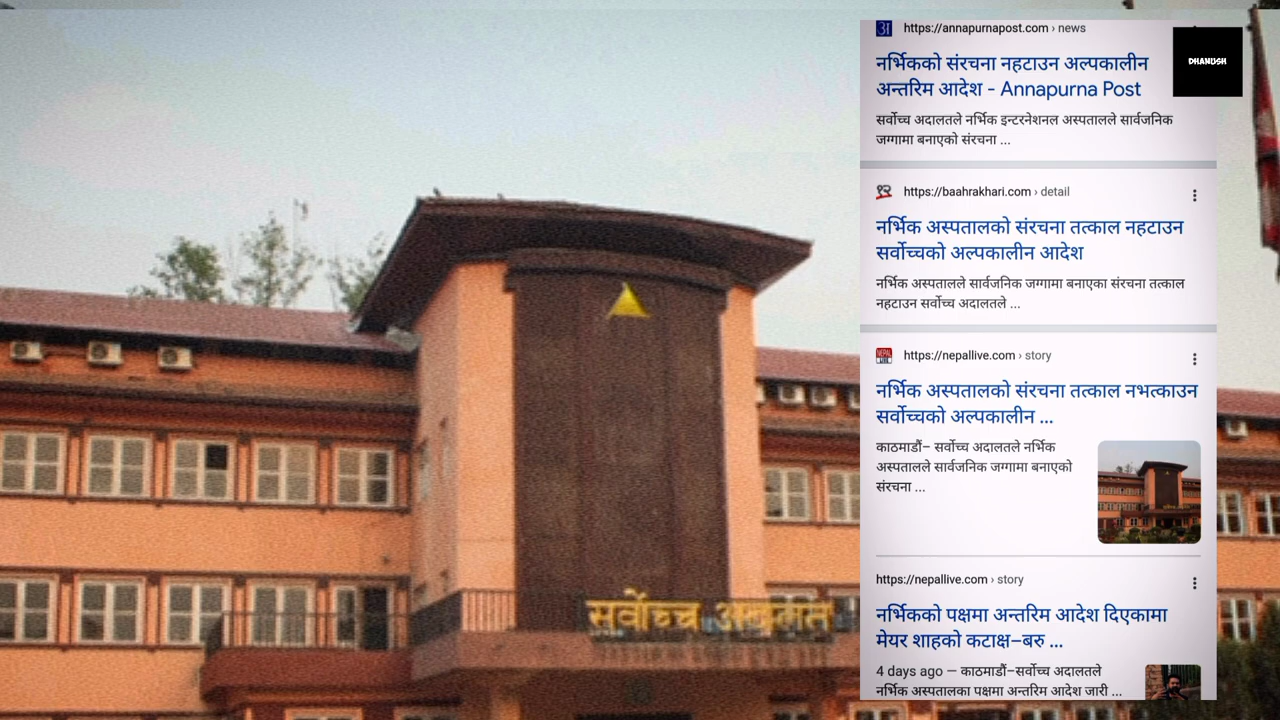 https://annapurnapost.com › news
नर्भिकको संरचना नहटाउन अल्पकालीन
अन्तरिम आदेश - Annapurna Post
सर्वोच्च अदालतले नर्भिक इन्टरनेशनल अस्पतालले सार्वजनिक
जग्गामा बनाएको संरचना ...
DHANUSH
१२
https://baahrakhari.com › detail
नर्भिक अस्पतालको संरचना तत्काल नहटाउन
सर्वोच्चको अल्पकालीन आदेश
नर्भिक अस्पतालले सार्वजनिक जग्गामा बनाएका संरचना तत्काल
नहटाउन सर्वोच्च अदालतले ...
NEPAL LIVE
https://nepallive.com › story
नर्भिक अस्पतालको संरचना तत्काल नभत्काउन
सर्वोच्चको अल्पकालीन ...
काठमाडौं– सर्वोच्च अदालतले नर्भिक
अस्पतालले सार्वजनिक जग्गामा बनाएको
संरचना ...
https://nepallive.com › story
नर्भिकको पक्षमा अन्तरिम आदेश दिएकामा
मेयर शाहको कटाक्ष–बरु ...
4 days ago — काठमाडौं–सर्वोच्च अदालतले
नर्भिक अस्पतालका पक्षमा अन्तरिम आदेश जारी ...
सर्वोच्च अदालत